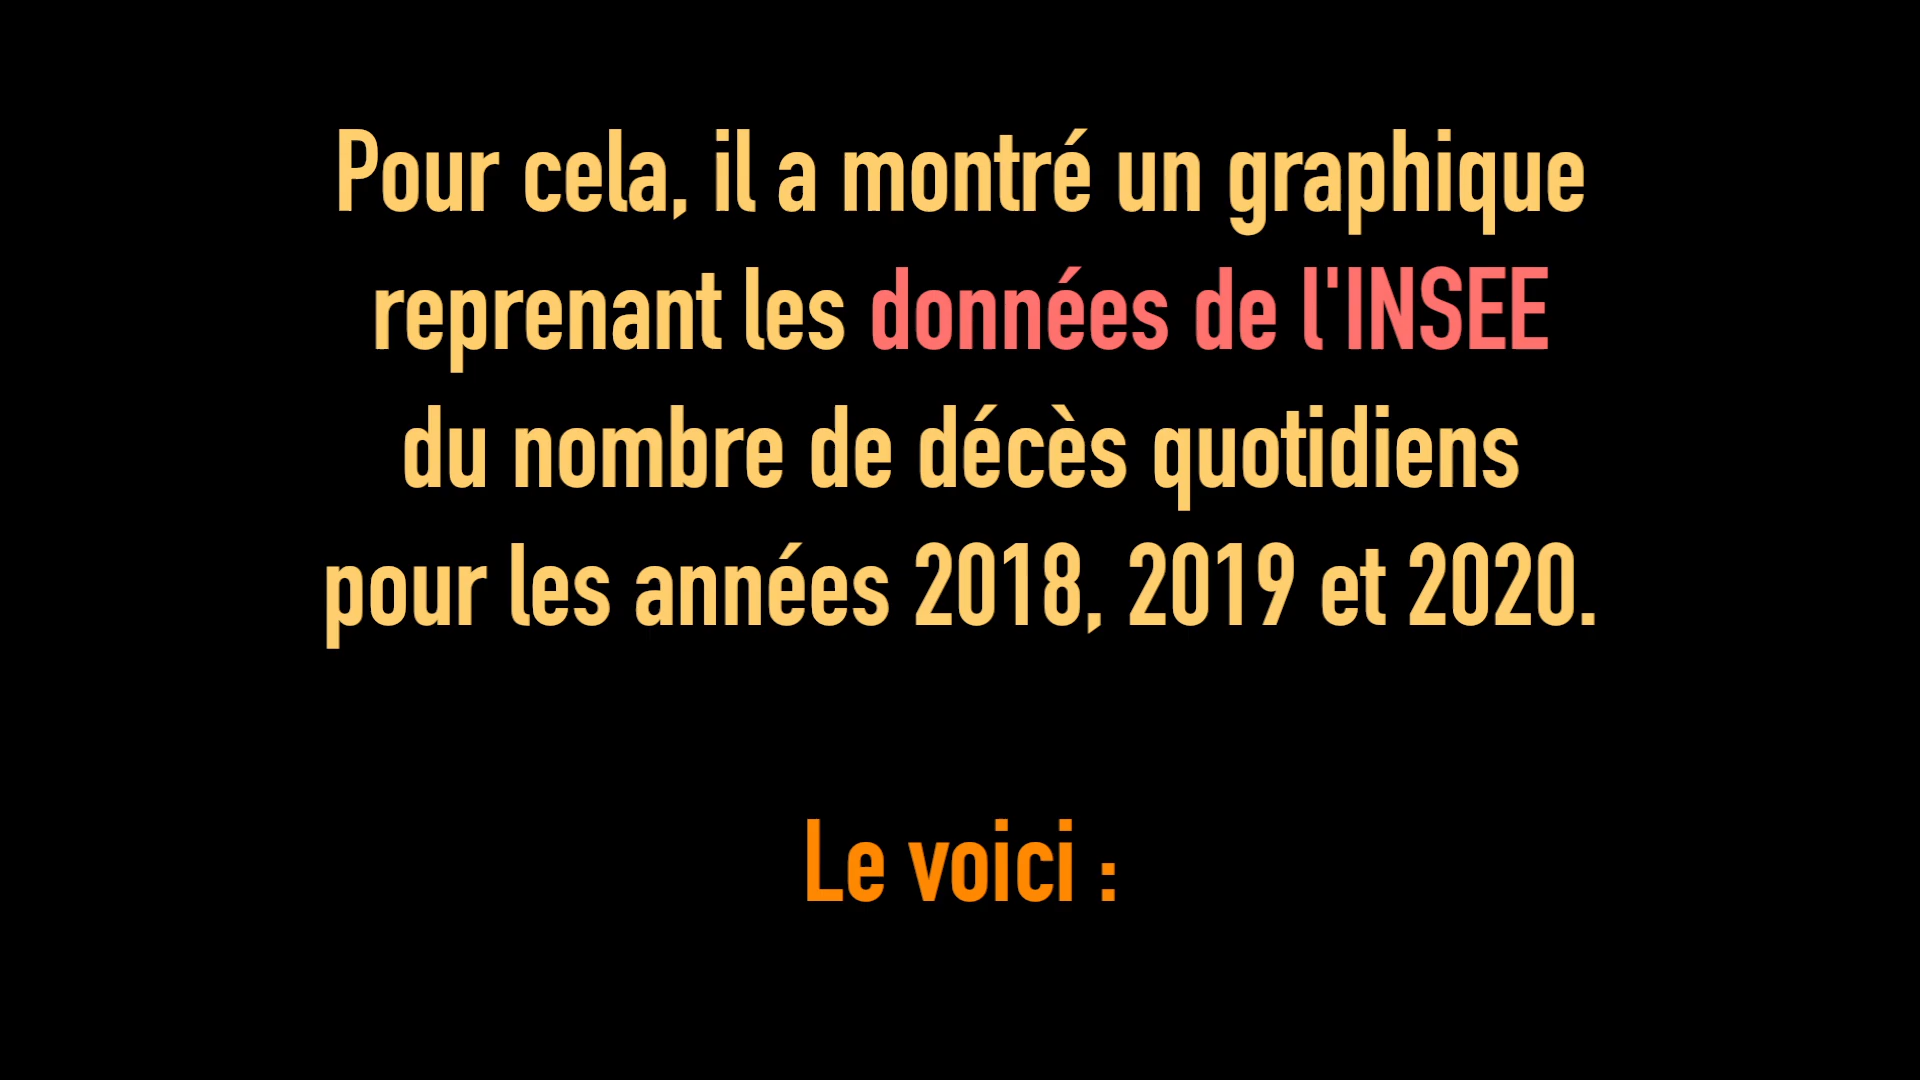 Pour cela, il a montré un graphique
reprenant les données de l'INSEE
du nombre de décès quotidiens
pour les années 2018, 2019 et 2020.
Le voici :